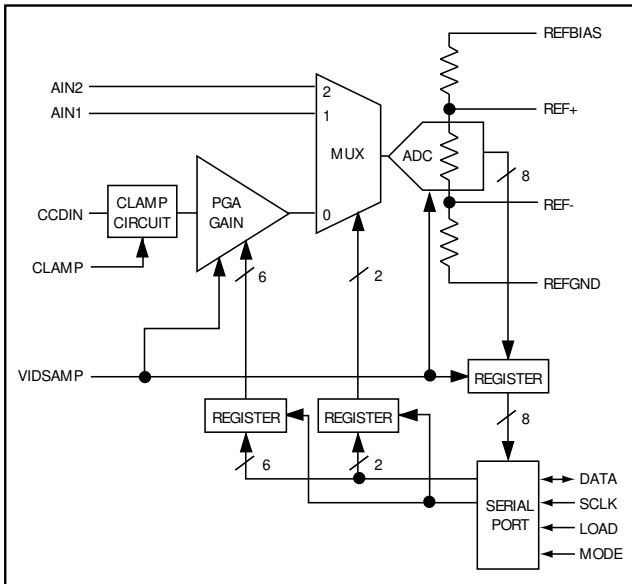 REFBIAS
AIN2
2
AIN1
1
REF+
MUX
ADC
8
CLAMP
CIRCUIT
PGA
GAIN
CCDIN
0
REF-
CLAMP
6
2
REFGND
VIDSAMP
REGISTER
REGISTER
REGISTER
8
6
2
DATA
SERIAL
PORT
SCLK
LOAD
MODE